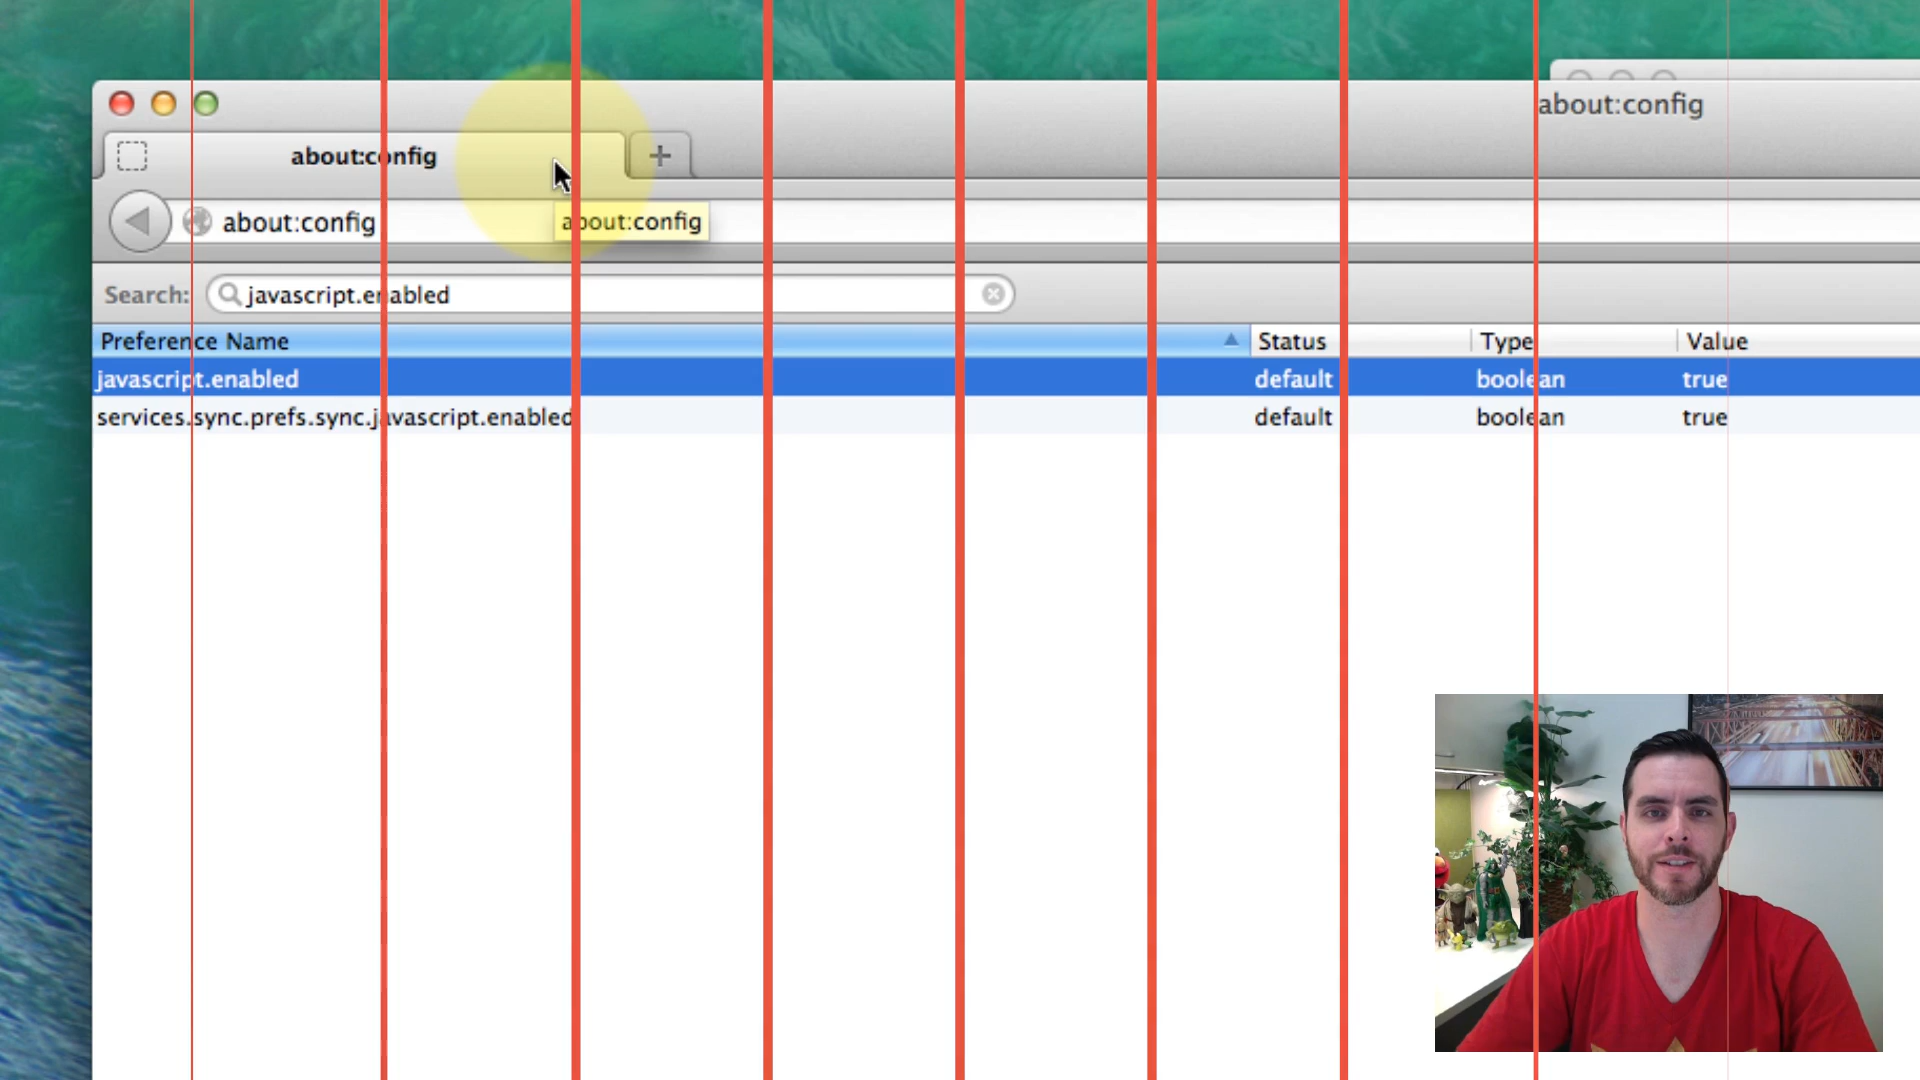 about:config
about:config
about:config
about:config
Search: javascript.enabled
Preference Name Status Type Value
javascript.enabled default boolean true
services.sync.prefs.sync.javascript.enabled default boolean true